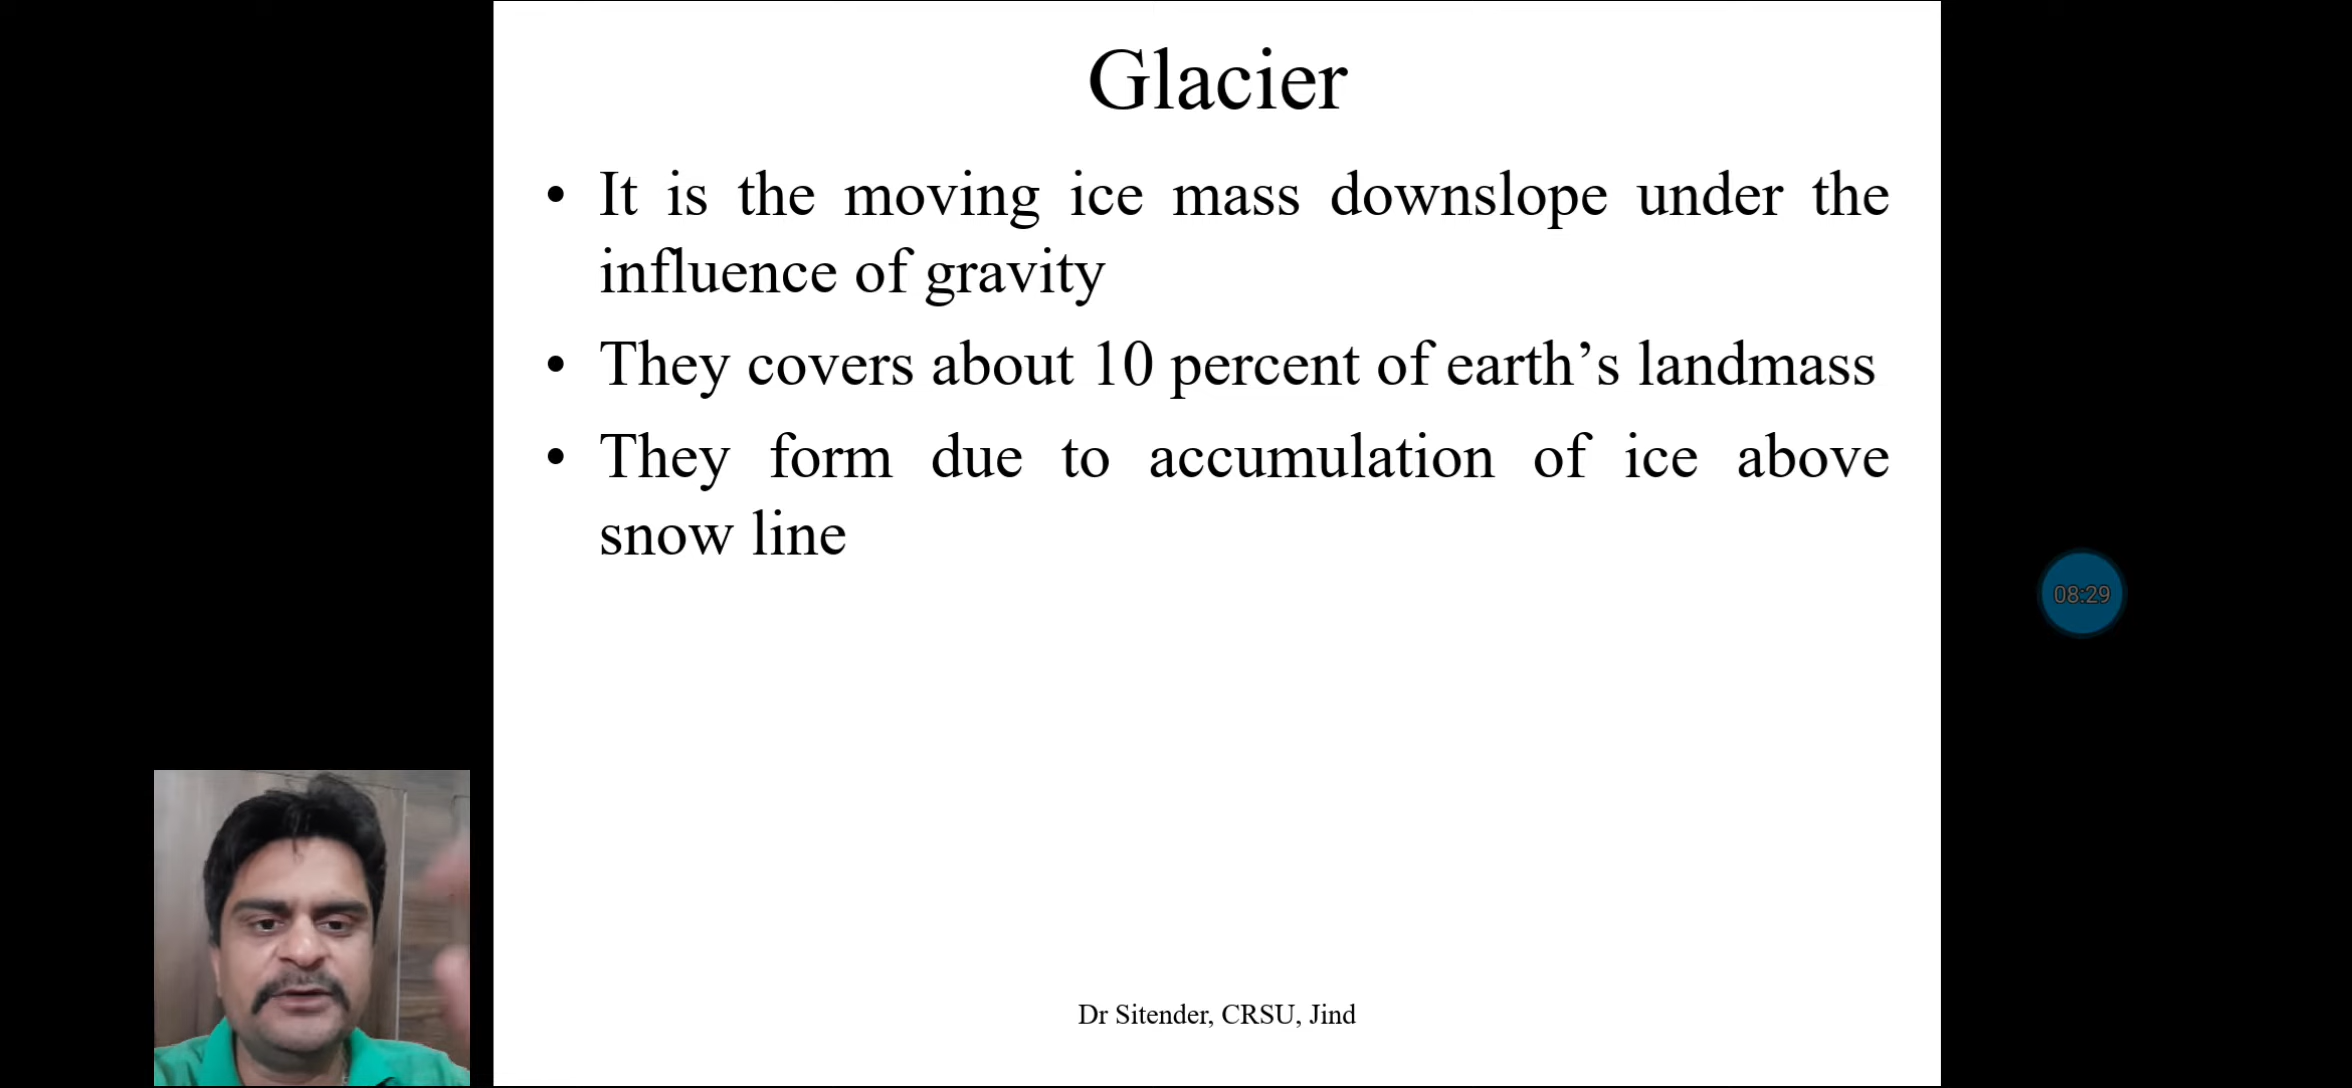 Glacier
• It is the moving ice mass downslope under the
influence of gravity
• They covers about 10 percent of earth’s landmass
• They form due to accumulation of ice above
snow line
08:29
Dr Sitender, CRSU, Jind